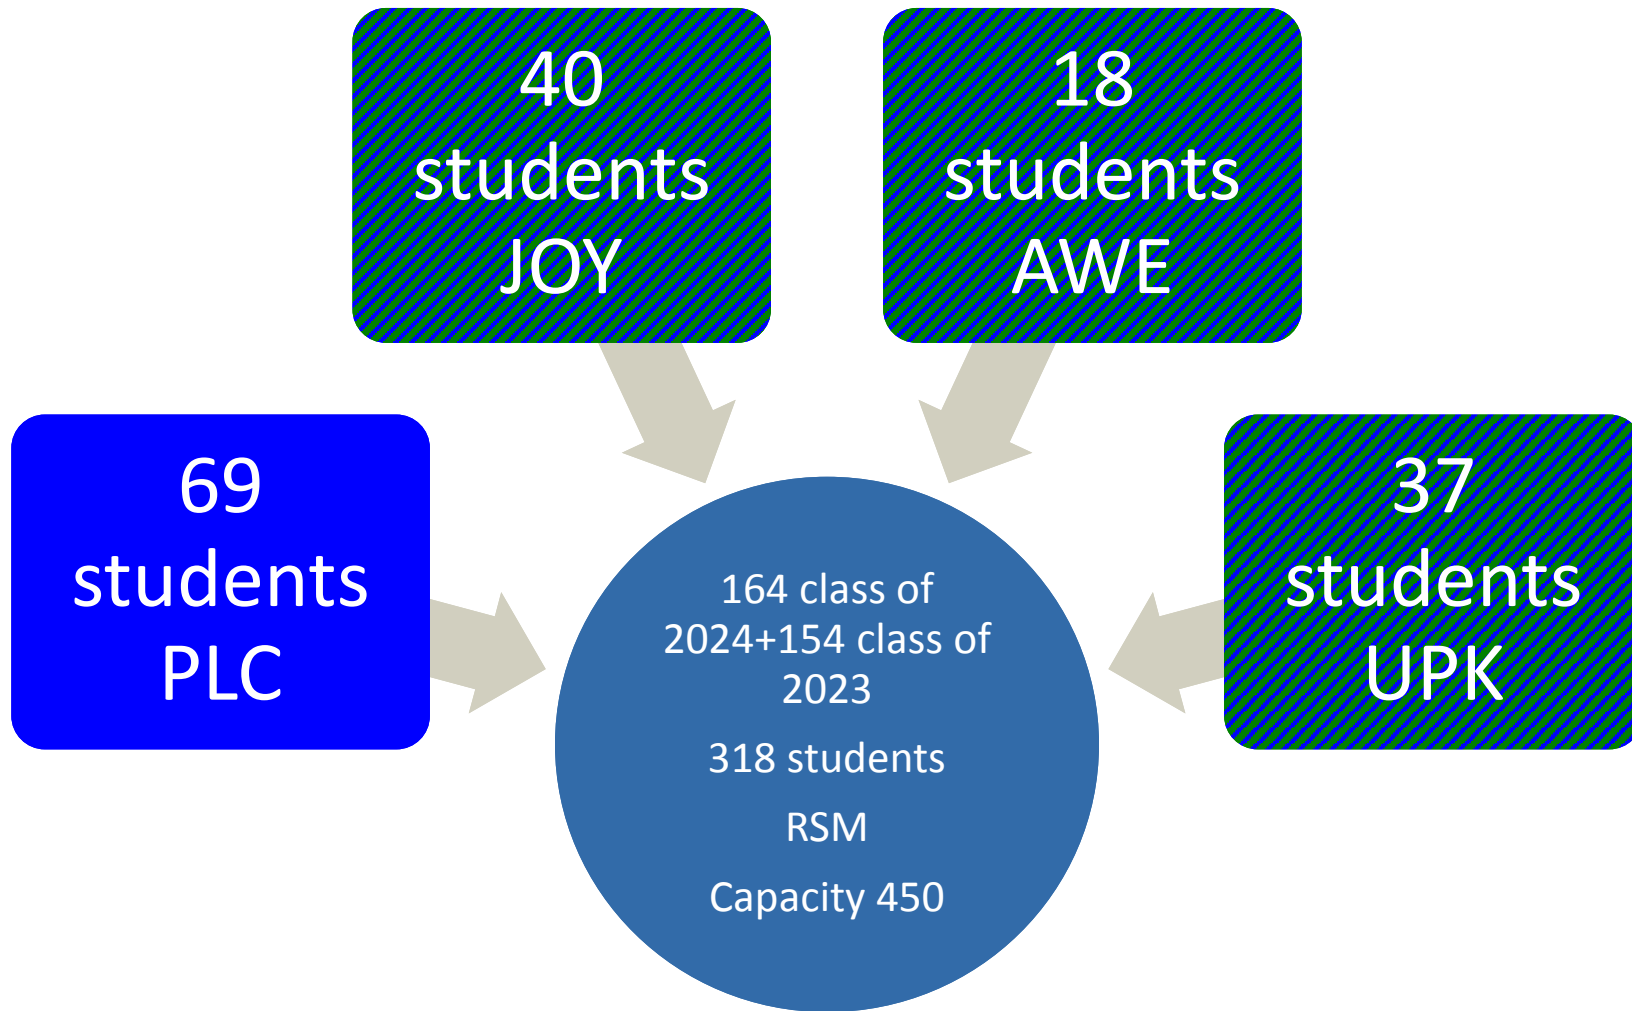 40
students
JOY
18
students
AWE
69
students
PLC
37
students
UPK
164 class of
2024+154 class of
2023
318 students
RSM
Capacity 450